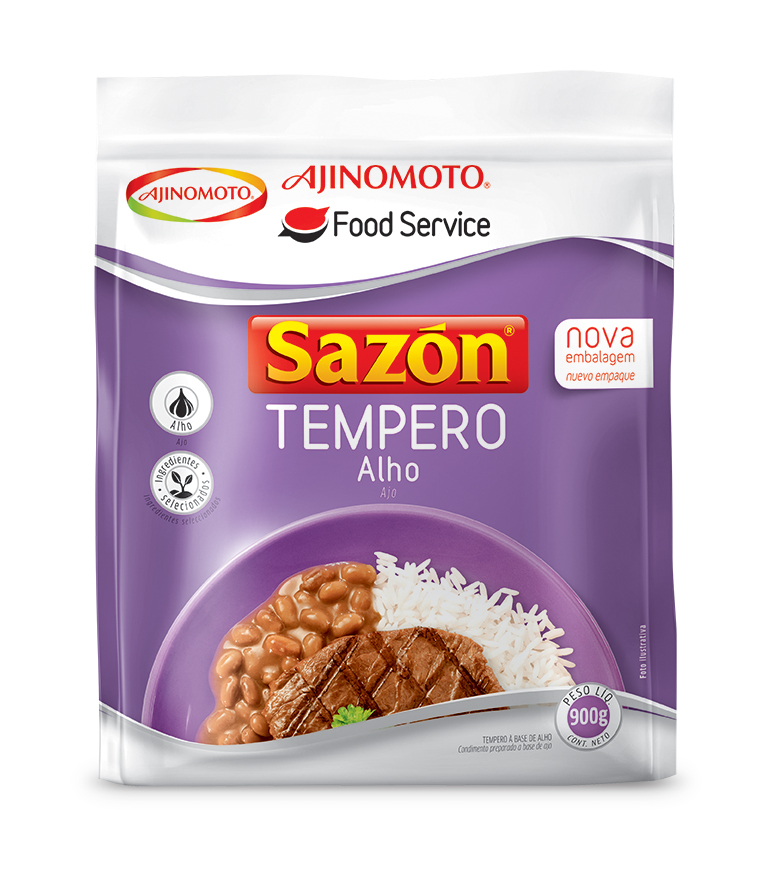 AJINOMOTO®
AJINOMOTO®
Food Service
Sazón®
nova
embalagem
nuevo empaque
TEMPERO
Alho
Ajo
Alho
Ajo
Ingredientes
selecionados
ingredientes seleccionados
Foto Ilustrativa
PESO LÍQ
900g
CONT. NETO
TEMPERO À BASE DE ALHO
Condimento preparado a base de ajo